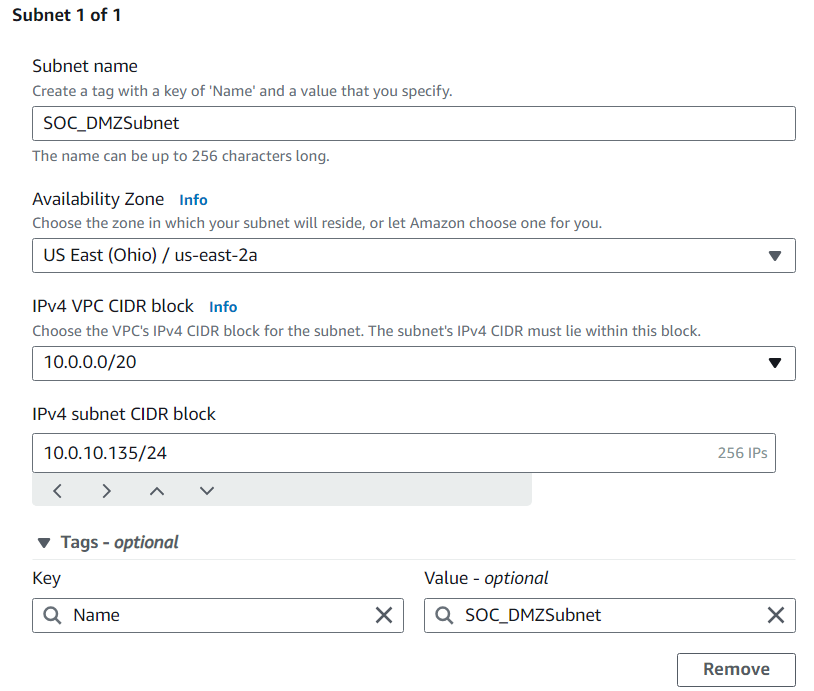 Subnet 1 of 1
Subnet name
Create a tag with a key of 'Name' and a value that you specify.
SOC_DMZSubnet
The name can be up to 256 characters long.
Availability Zone Info
Choose the zone in which your subnet will reside, or let Amazon choose one for you.
US East (Ohio) / us-east-2a
IPv4 VPC CIDR block Info
Choose the VPC's IPv4 CIDR block for the subnet. The subnet's IPv4 CIDR must lie within this block.
10.0.0.0/20
IPv4 subnet CIDR block
10.0.10.135/24 256 IPs
Tags - optional
Key Value - optional
Name SOC_DMZSubnet
Remove